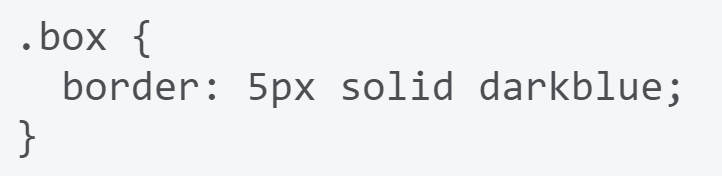 .box {
  border: 5px solid darkblue;
}